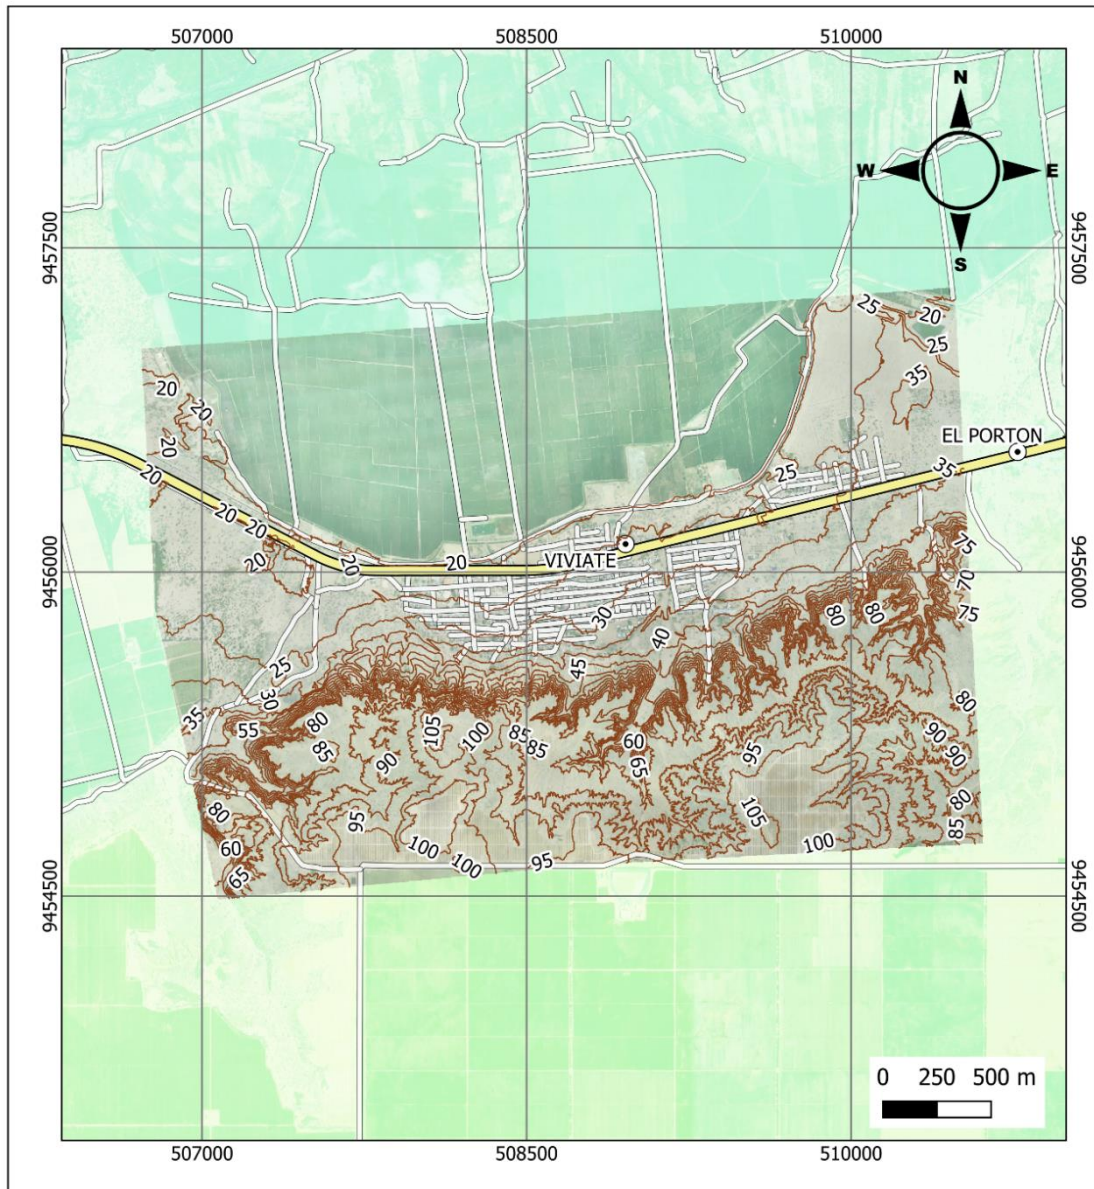 507000 508500 510000
N
W E
S
9457500 9457500
25 20
25
20 35
20
EL PORTON
20
20 25 35
20
20
20 20 20 VIVIATE
75
70
30 80 80 75
40
25 45
30
35 55 80 105 100 85 60 80
85 85 90
90 65 95 90
80 105 80
95 85
60 100 100 95 100
65
9456000 9456000
9454500 9454500
0 250 500 m
507000 508500 510000